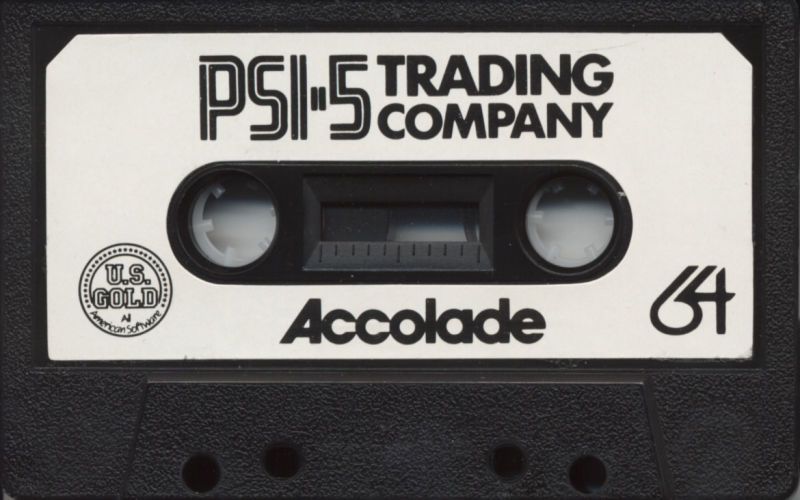 PSI-5 TRADING
COMPANY
U.S.
GOLD
All
American Software
Accolade
64